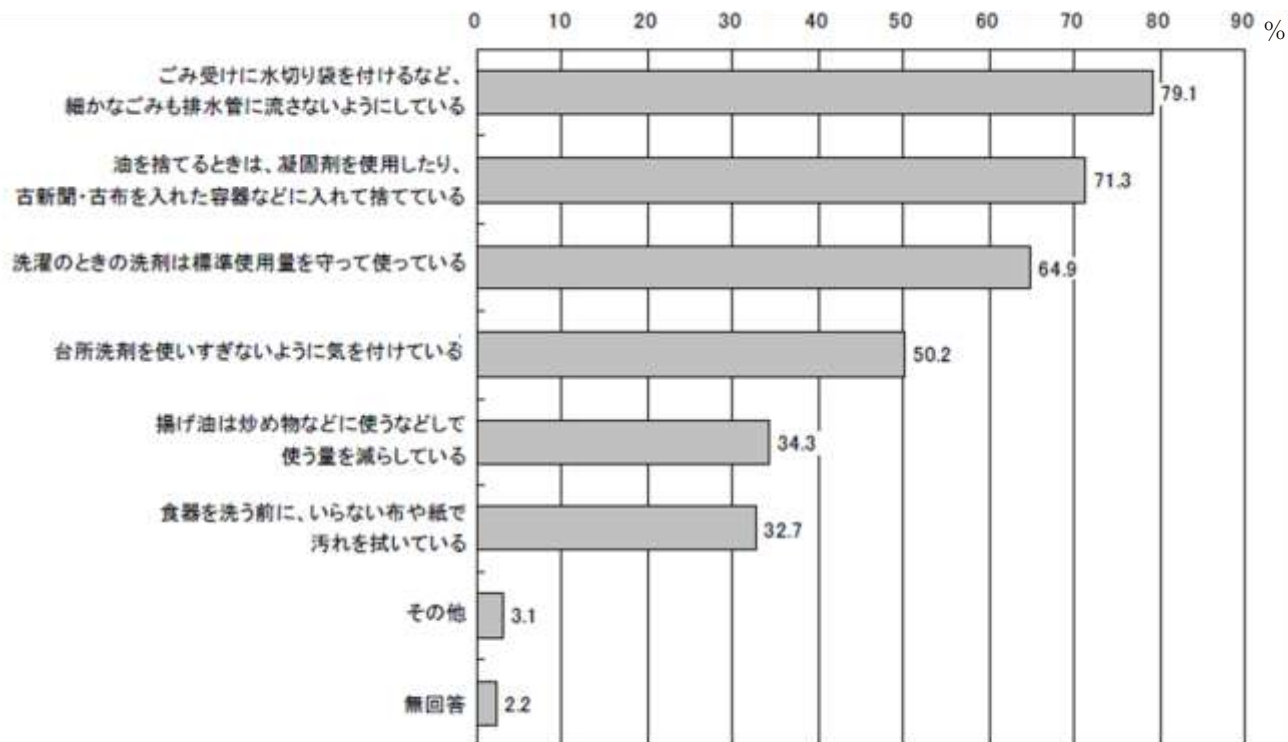 0 10 20 30 40 50 60 70 80 90 %
ごみ受けに水切り袋を付けるなど、
細かなごみも排水管に流さないようにしている
79.1
油を捨てるときは、凝固剤を使用したり、
古新聞・古布を入れた容器などに入れて捨てている
71.3
洗濯のときの洗剤は標準使用量を守って使っている
64.9
台所洗剤を使いすぎないように気を付けている
50.2
揚げ油は炒め物などに使うなどして
使う量を減らしている
34.3
食器を洗う前に、いらない布や紙で
汚れを拭いている
32.7
その他
3.1
無回答
2.2